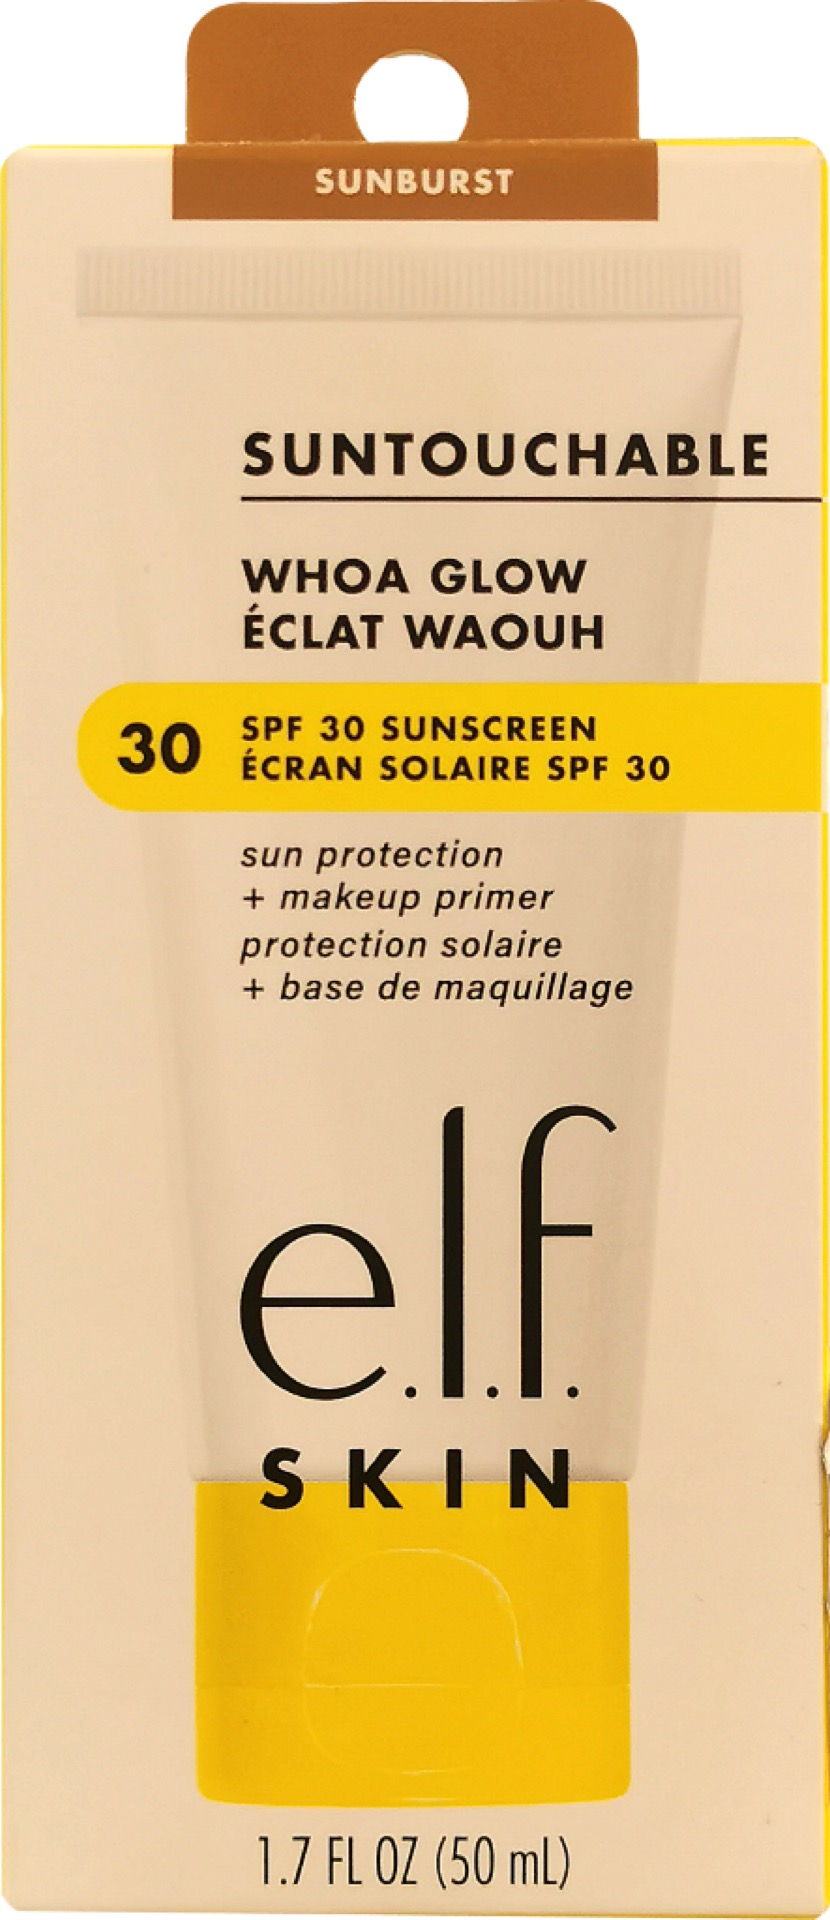 SUNBURST
SUNTOUCHABLE
WHOA GLOW
ÉCLAT WAOUH
30
SPF 30 SUNSCREEN
ÉCRAN SOLAIRE SPF 30
sun protection
+ makeup primer
protection solaire
+ base de maquillage
e.l.f.
SKIN
1.7 FL OZ (50 mL)